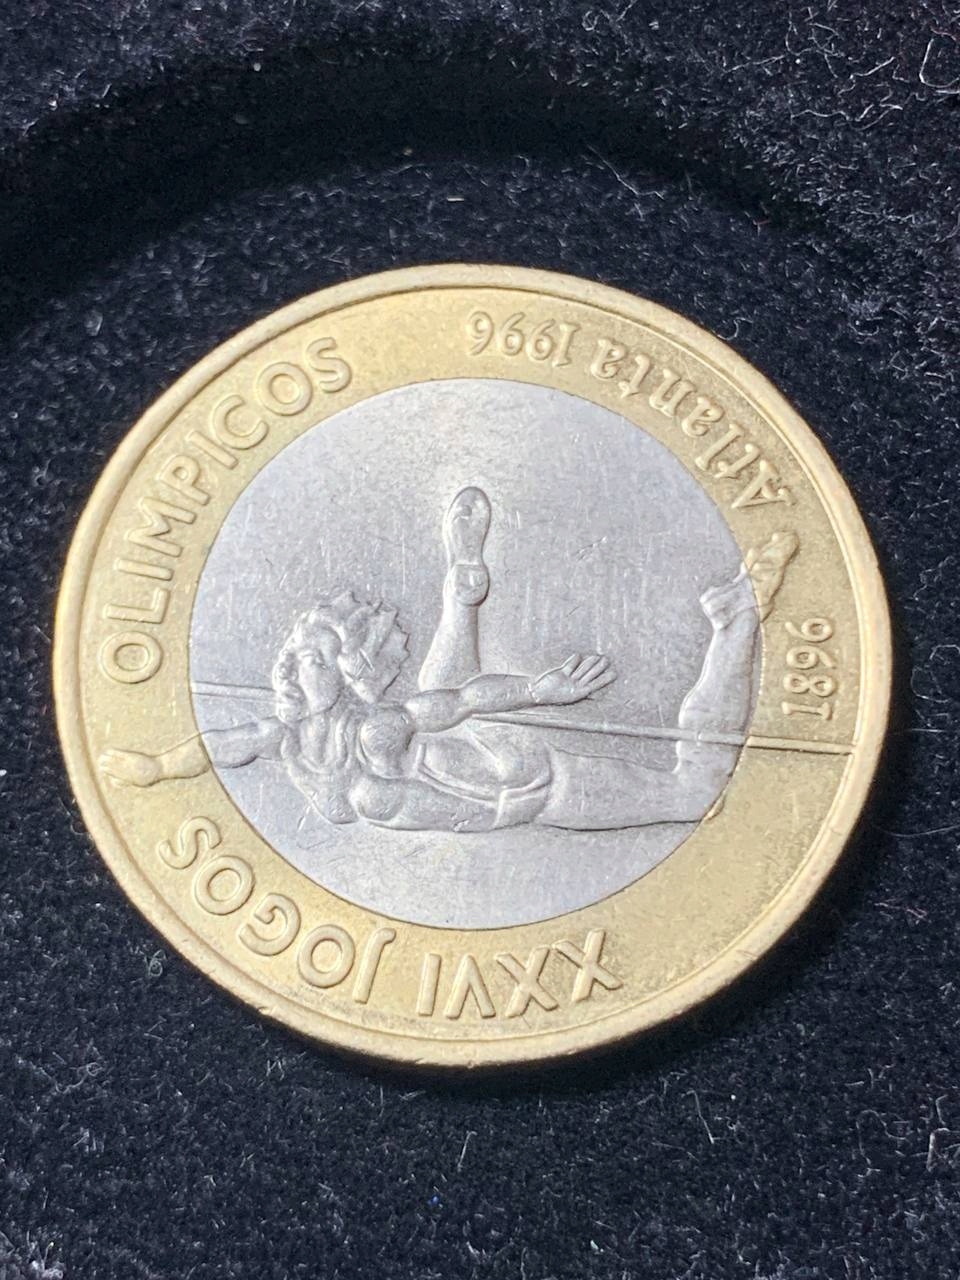 XXVI JOGOS OLIMPICOS
1896 Atlanta 1996